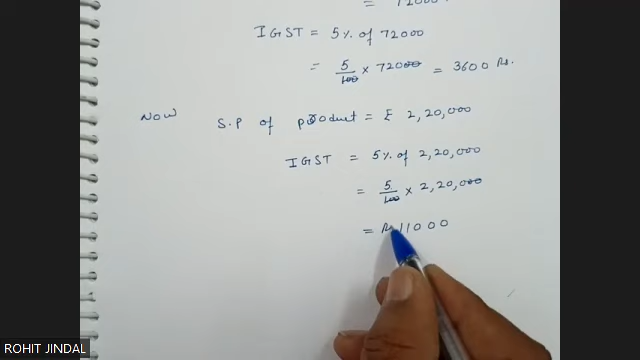 = 72000
IGST = 5% of 72000
= 5/100 × 72000 = 3600 Rs.
Now S.P of product = ₹ 2,20,000
IGST = 5% of 2,20,000
= 5/100 × 2,20,000
= Rs 11000
ROHIT JINDAL